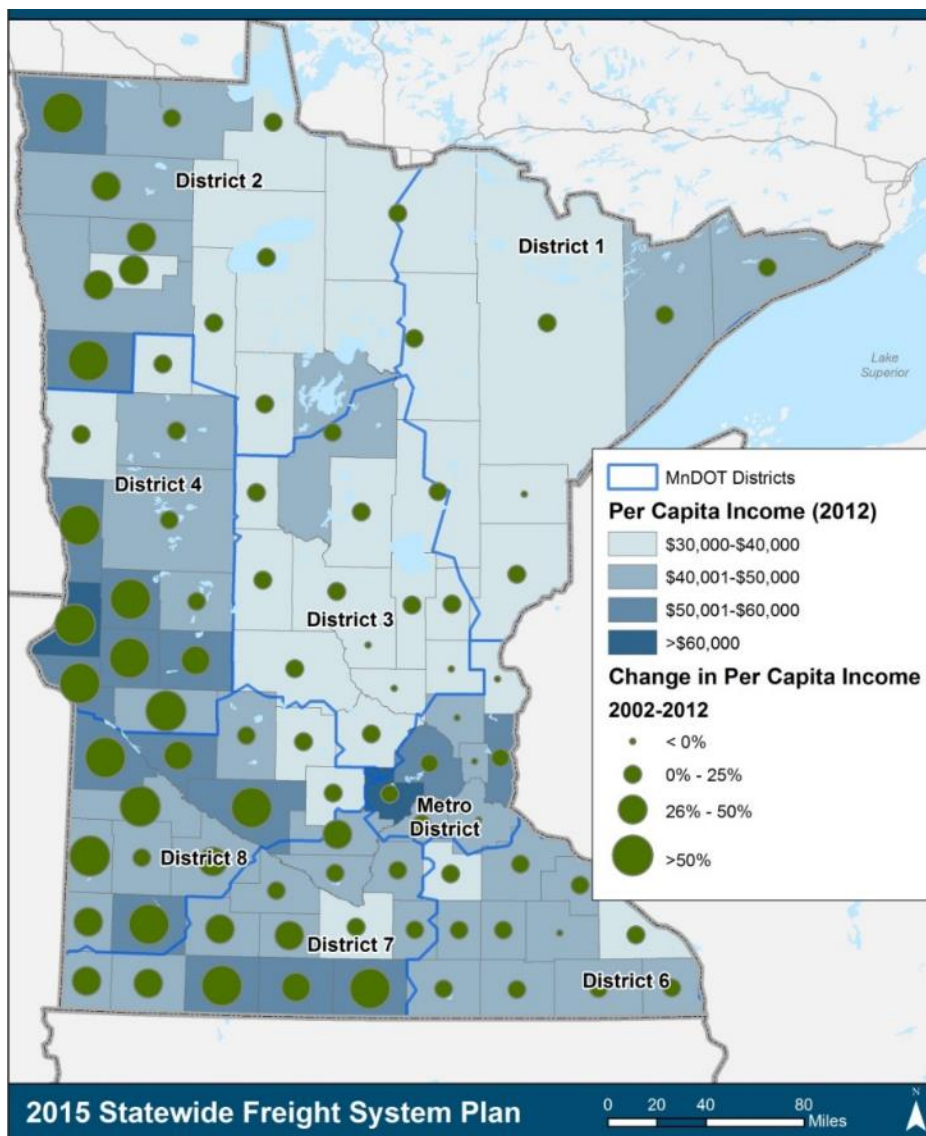 District 2
District 1
Lake
Superior
District 4
District 3
MnDOT Districts
Per Capita Income (2012)
$30,000-$40,000
$40,001-$50,000
$50,001-$60,000
>$60,000
Change in Per Capita Income
2002-2012
< 0%
0% - 25%
26% - 50%
>50%
Metro
District
District 8
District 7
District 6
2015 Statewide Freight System Plan
0 20 40 80
Miles
N